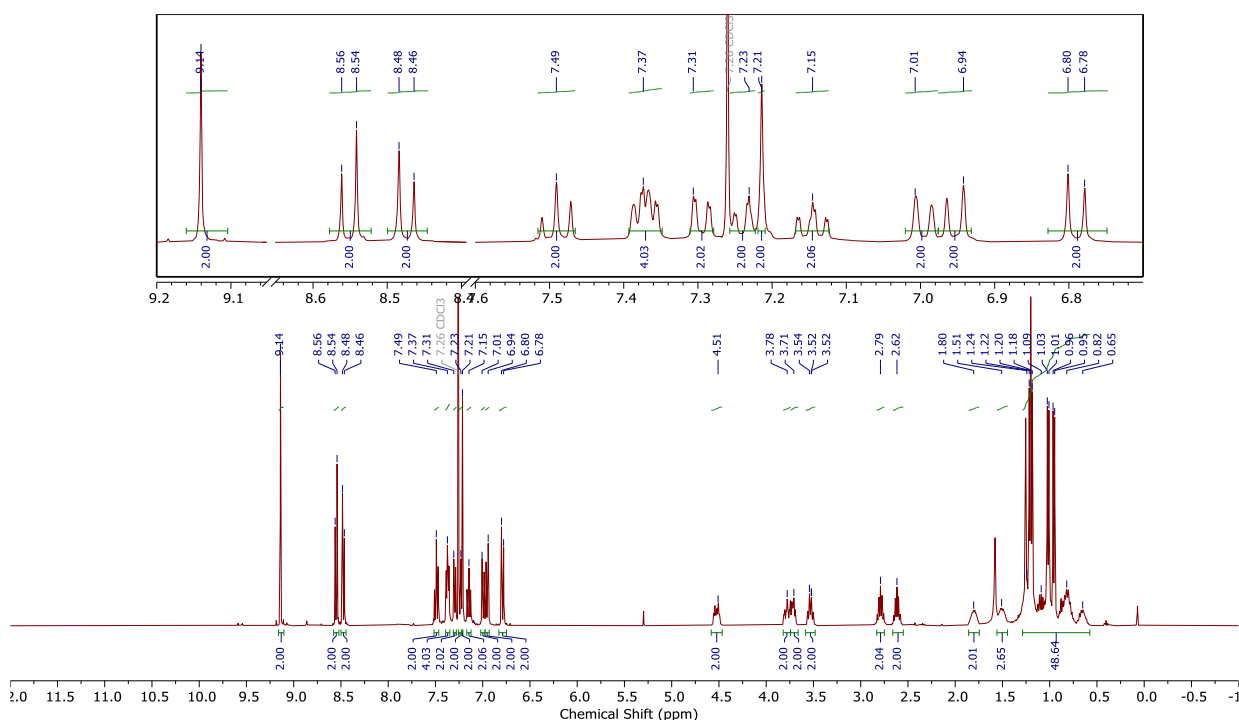 9.14 8.56 8.54 8.48 8.46 7.49 7.37 7.31 7.26 CDCl3 7.23 7.21 7.15 7.01 6.94 6.80 6.78
2.00 2.00 2.00 2.00 4.03 2.02 2.00 2.00 2.06 2.00 2.00 2.00
9.2 9.1 8.6 8.5 8.4 7.6 7.5 7.4 7.3 7.2 7.1 7.0 6.9 6.8
9.14 8.56 8.54 8.48 8.46 7.49 7.37 7.31 7.26 CDCl3 7.23 7.21 7.15 7.01 6.94 6.80 6.78 4.51 3.78 3.71 3.54 3.52 3.52 2.79 2.62 1.80 1.51 1.24 1.22 1.20 1.18 1.09 1.03 1.01 0.96 0.95 0.82 0.65
2.00 2.00 2.00 2.00 4.03 2.02 2.00 2.00 2.06 2.00 2.00 2.00 2.00 2.00 2.00 2.00 2.04 2.00 2.01 2.65 48.64
2.0 11.5 11.0 10.5 10.0 9.5 9.0 8.5 8.0 7.5 7.0 6.5 6.0 5.5 5.0 4.5 4.0 3.5 3.0 2.5 2.0 1.5 1.0 0.5 0.0 -0.5 -1
Chemical Shift (ppm)